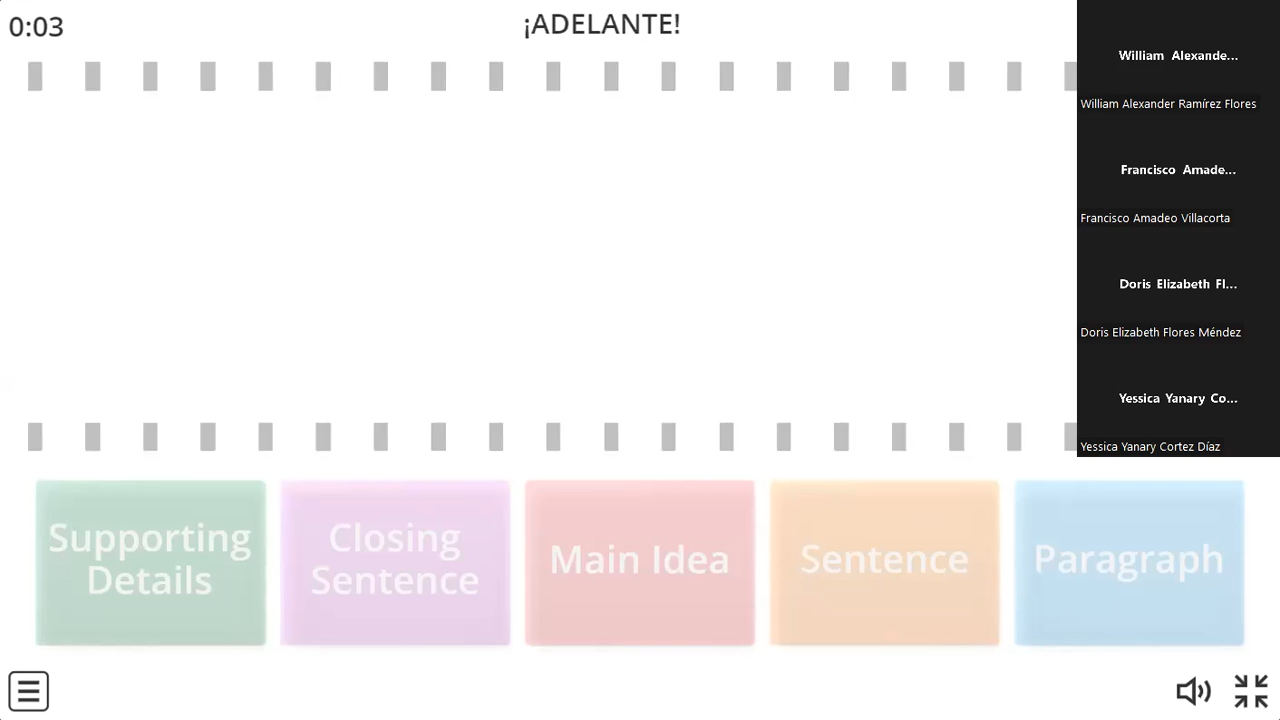 0:03
¡ADELANTE!
William Alexande...
William Alexander Ramírez Flores
Francisco Amade...
Francisco Amadeo Villacorta
Doris Elizabeth Fl...
Doris Elizabeth Flores Méndez
Yessica Yanary Co...
Yessica Yanary Cortez Díaz
Supporting
Details
Closing
Sentence
Main Idea
Sentence
Paragraph